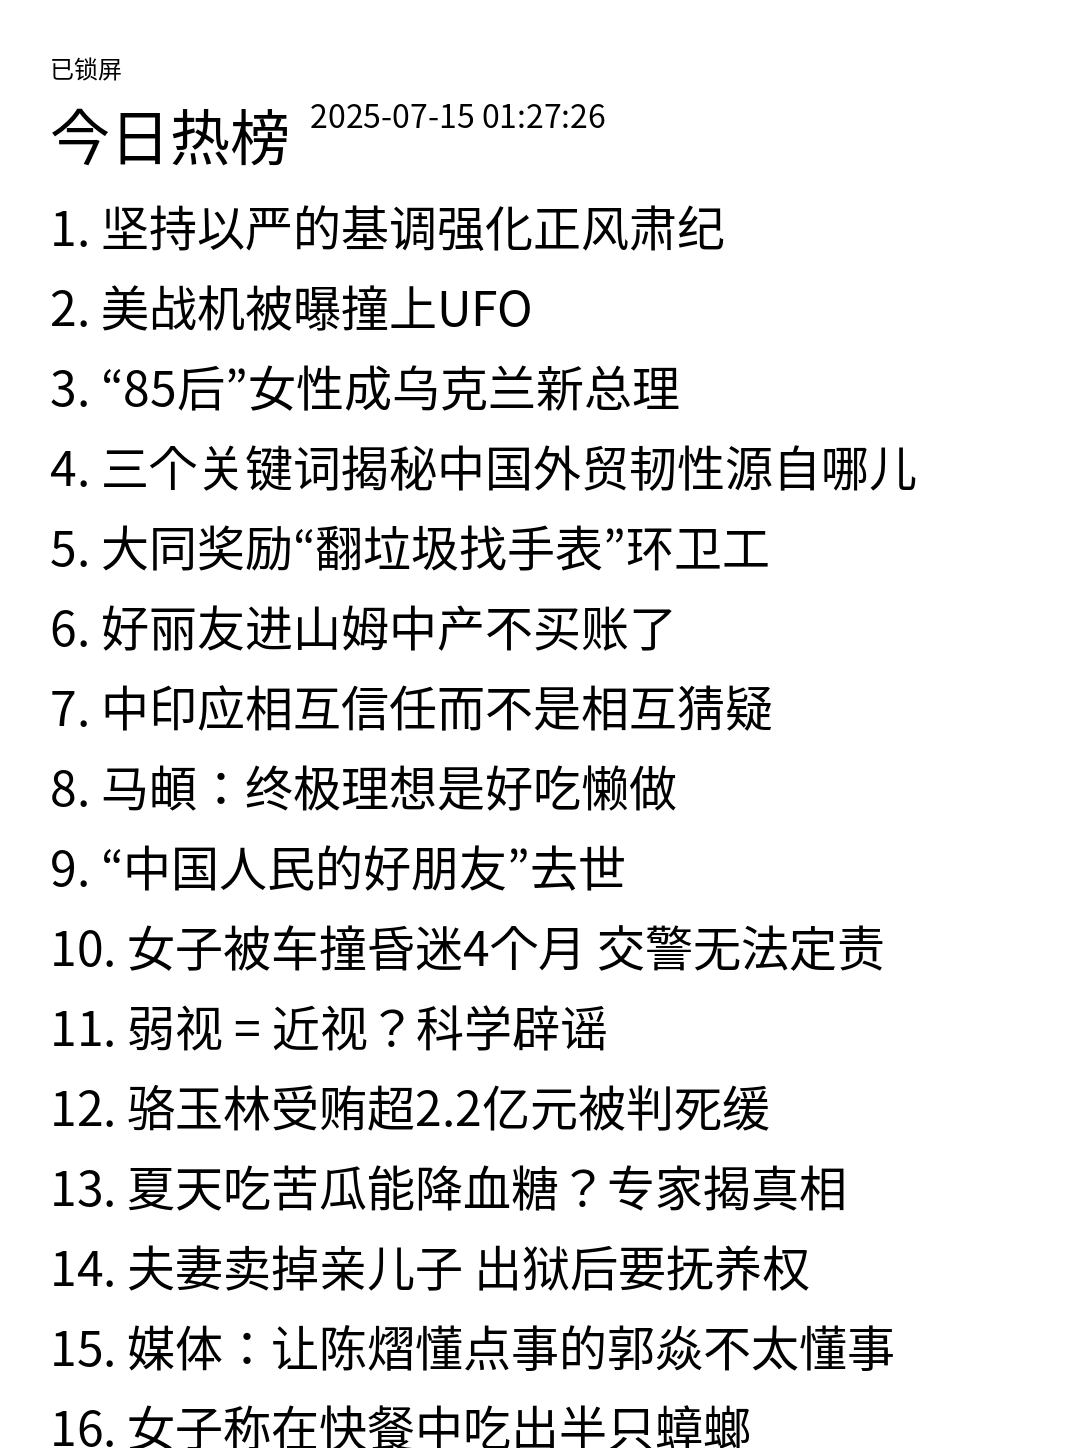 已锁屏
今日热榜 2025-07-15 01:27:26
1. 坚持以严的基调强化正风肃纪
2. 美战机被曝撞上UFO
3. “85后”女性成乌克兰新总理
4. 三个关键词揭秘中国外贸韧性源自哪儿
5. 大同奖励“翻垃圾找手表”环卫工
6. 好丽友进山姆中产不买账了
7. 中印应相互信任而不是相互猜疑
8. 马頔：终极理想是好吃懒做
9. “中国人民的好朋友”去世
10. 女子被车撞昏迷4个月 交警无法定责
11. 弱视 = 近视？科学辟谣
12. 骆玉林受贿超2.2亿元被判死缓
13. 夏天吃苦瓜能降血糖？专家揭真相
14. 夫妻卖掉亲儿子 出狱后要抚养权
15. 媒体：让陈熠懂点事的郭焱不太懂事
16. 女子称在快餐中吃出半只蟑螂